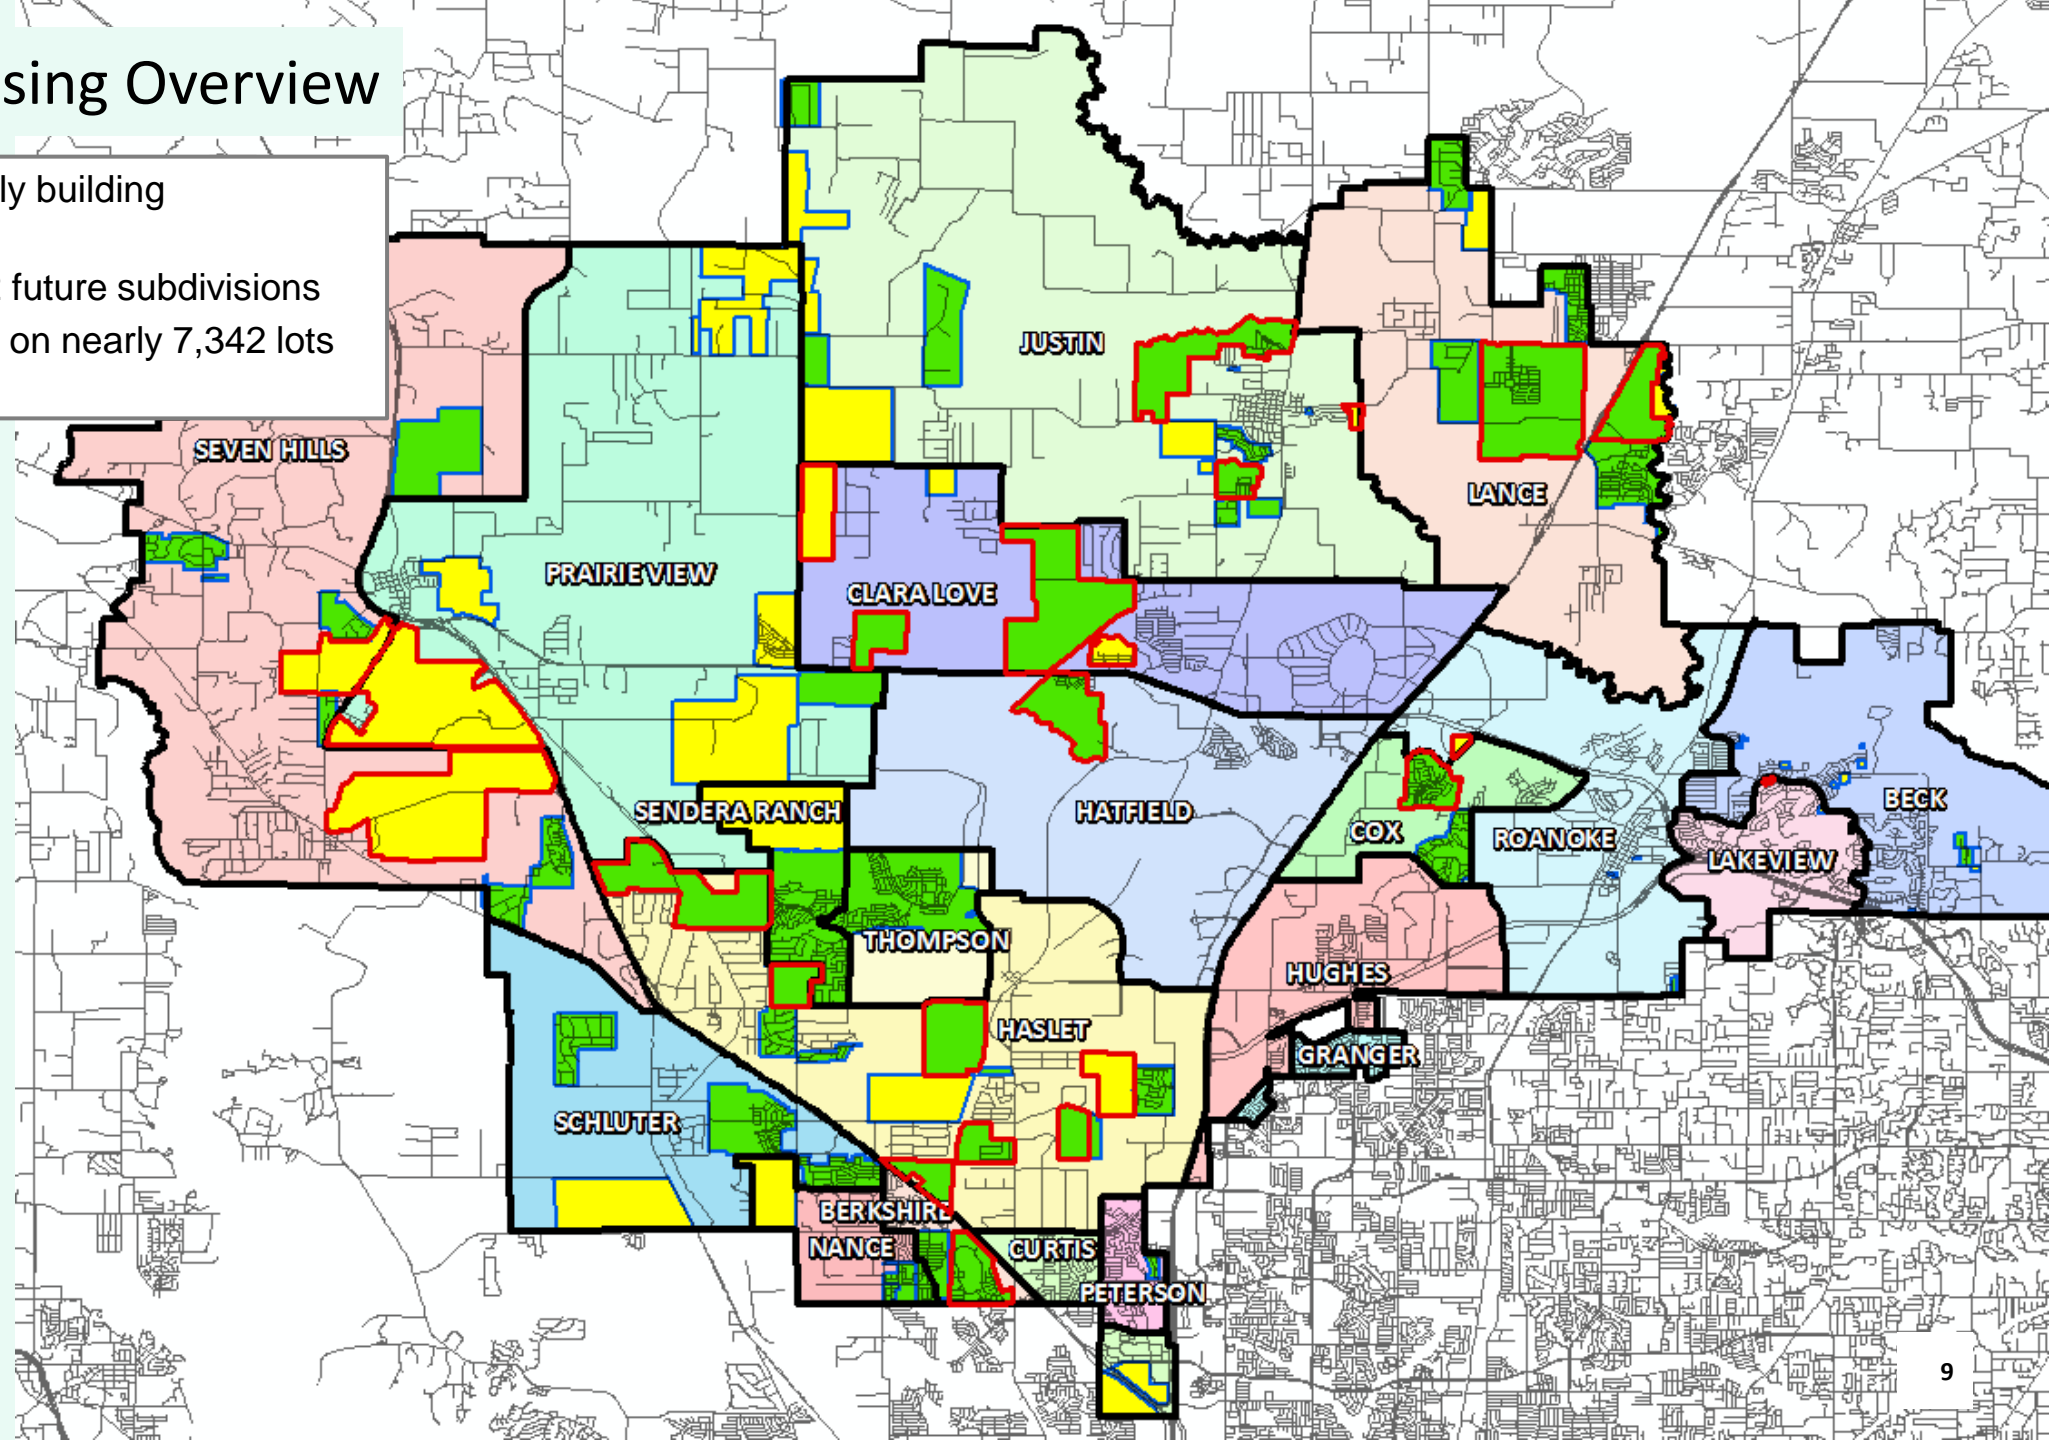 sing Overview
ly building
future subdivisions
on nearly 7,342 lots
JUSTIN
SEVEN HILLS
LANCE
PRAIRIE VIEW
CLARA LOVE
SENDERA RANCH
HATFIELD
BECK
COX
ROANOKE
LAKEVIEW
THOMPSON
HUGHES
HASLET
GRANGER
SCHLUTER
BERKSHIRE
NANCE
CURTIS
PETERSON
9